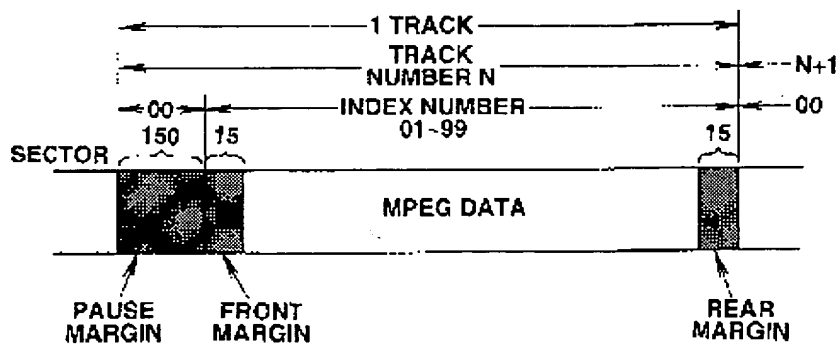 1 TRACK
TRACK
NUMBER N
N+1
00
INDEX NUMBER
01~99
00
150
15
15
SECTOR
MPEG DATA
PAUSE
MARGIN
FRONT
MARGIN
REAR
MARGIN